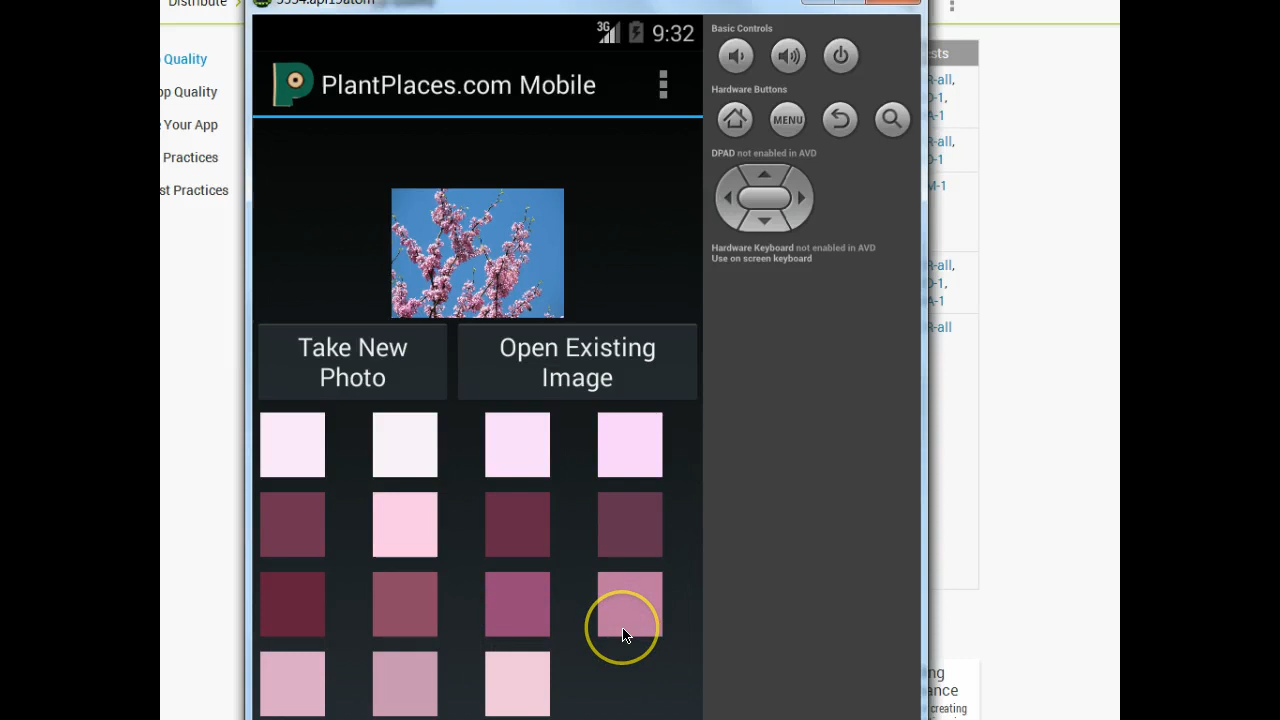 Distribute
Quality
pp Quality
Your App
Practices
st Practices
9:32
3G
PlantPlaces.com Mobile
Take New
Photo
Open Existing
Image
Basic Controls
Hardware Buttons
MENU
DPAD not enabled in AVD
Hardware Keyboard not enabled in AVD
Use on screen keyboard
sts
R-all,
D-1,
A-1
R-all,
D-1
M-1
R-all,
D-1,
A-1
R-all
ng
ance
creating